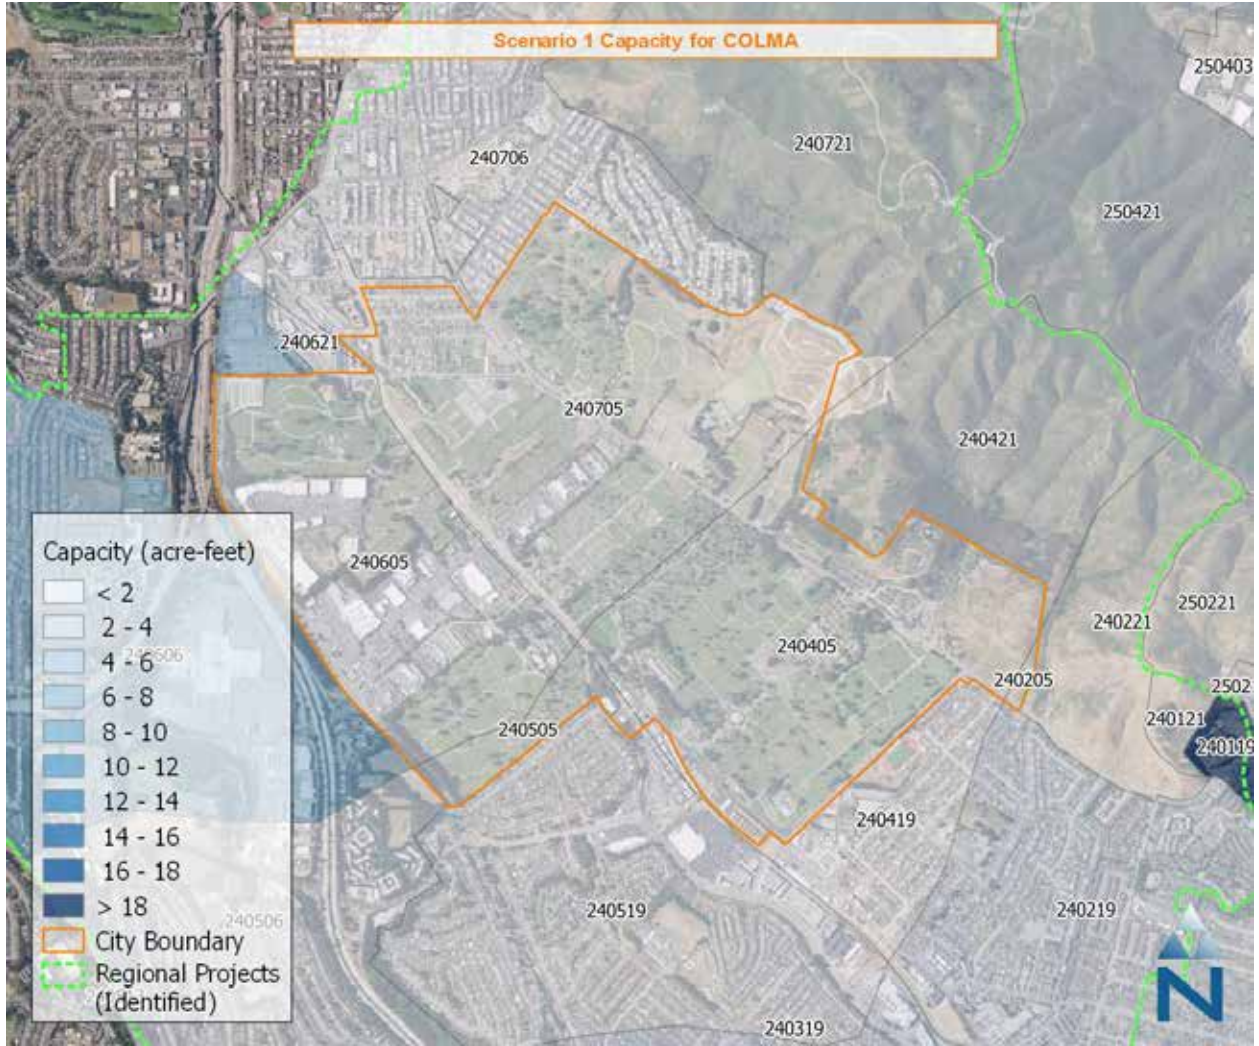 Scenario 1 Capacity for COLMA
250403
240706
240721
250421
240621
240705
240421
240605
250221
240221
240405
240606
240205
2502
240121
240505
240119
240419
240519
240219
240506
240319
Capacity (acre-feet)
< 2
2 - 4
4 - 6
6 - 8
8 - 10
10 - 12
12 - 14
14 - 16
16 - 18
> 18
City Boundary
Regional Projects
(Identified)
N